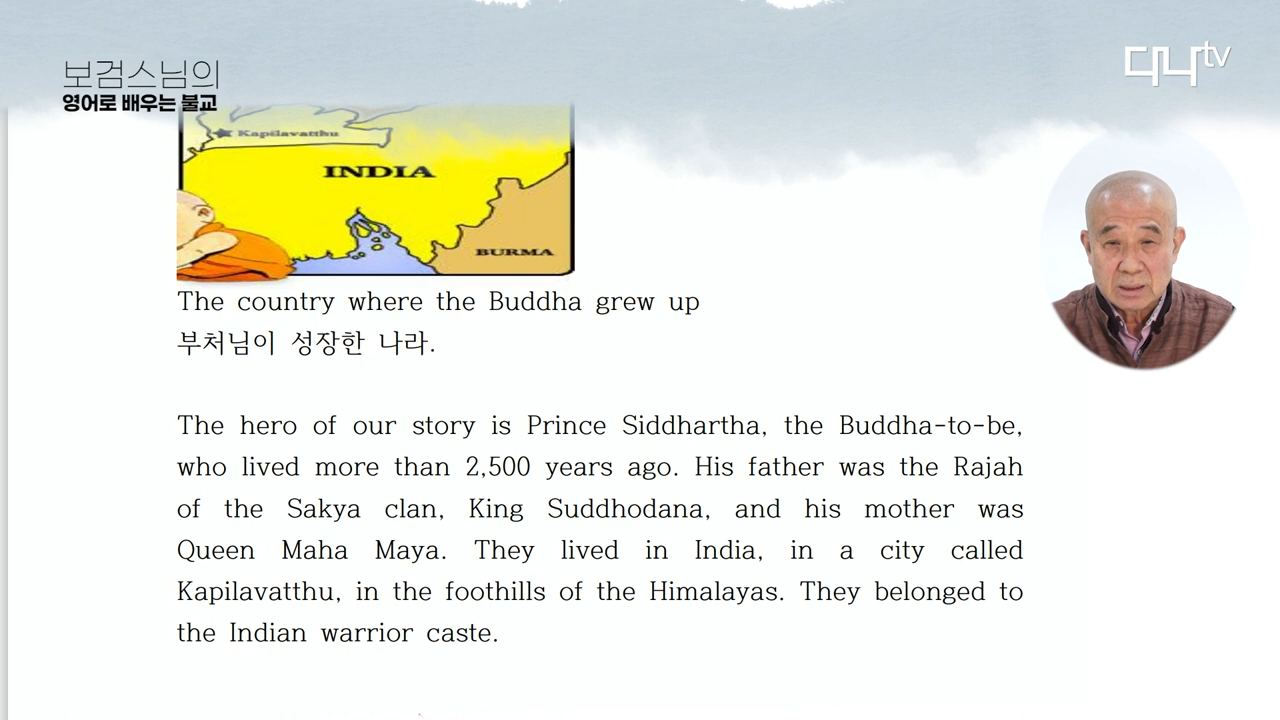 보검스님의
영어로 배우는 불교
디나tv
Kapilavatthu
INDIA
BURMA
The country where the Buddha grew up
부처님이 성장한 나라.
The hero of our story is Prince Siddhartha, the Buddha-to-be,
who lived more than 2,500 years ago. His father was the Rajah
of the Sakya clan, King Suddhodana, and his mother was
Queen Maha Maya. They lived in India, in a city called
Kapilavatthu, in the foothills of the Himalayas. They belonged to
the Indian warrior caste.